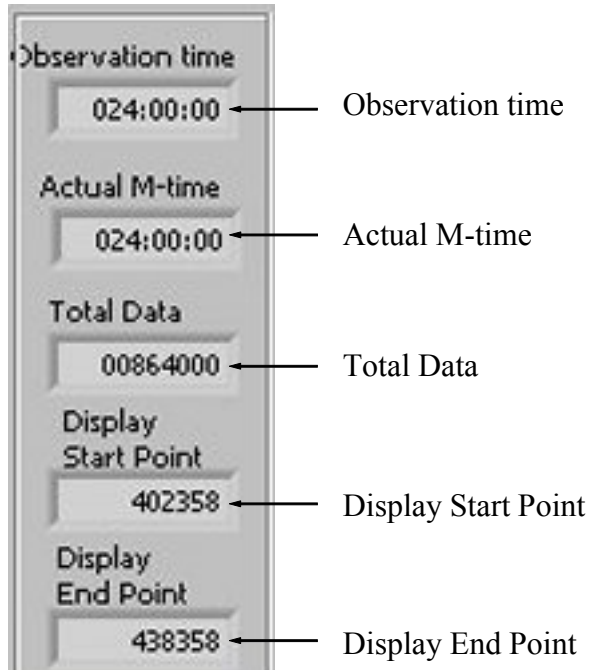 Observation time
024:00:00 Observation time
Actual M-time
024:00:00 Actual M-time
Total Data
00864000 Total Data
Display
Start Point
402358 Display Start Point
Display
End Point
438358 Display End Point